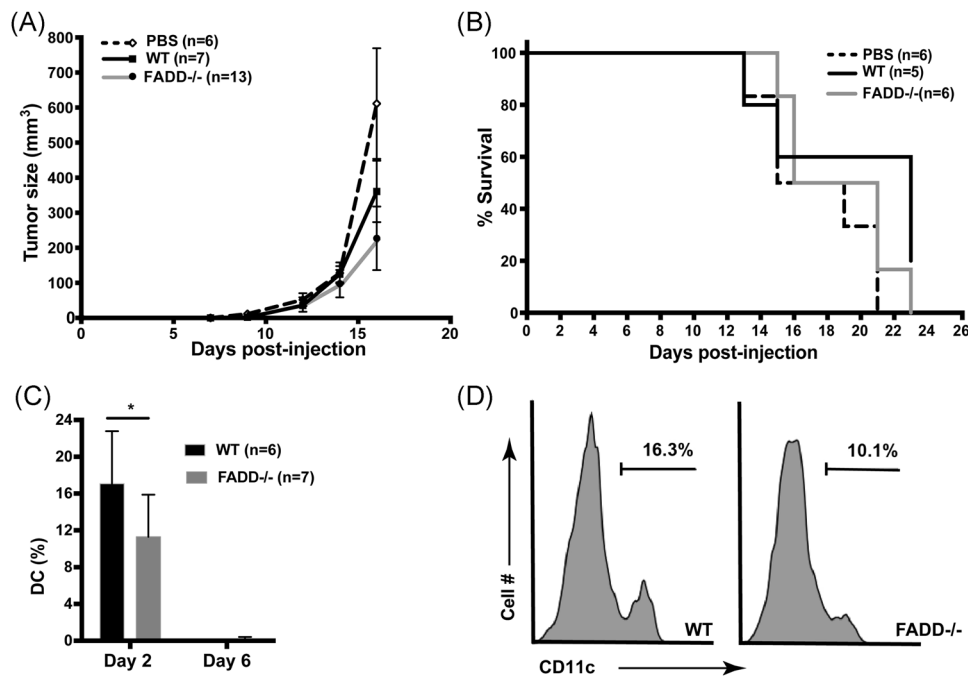 (A)
PBS (n=6)
WT (n=7)
FADD-/- (n=13)
Tumor size (mm3)
800
700
600
500
400
300
200
100
0
0 5 10 15 20
Days post-injection
(B)
PBS (n=6)
WT (n=5)
FADD-/-(n=6)
% Survival
100
80
60
40
20
0
0 2 4 6 8 10 12 14 16 18 20 22 24 26
Days post-injection
(C)
*
WT (n=6)
FADD-/- (n=7)
DC (%)
24
20
16
12
8
4
0
Day 2 Day 6
(D)
Cell #
16.3%
WT
10.1%
FADD-/-
CD11c